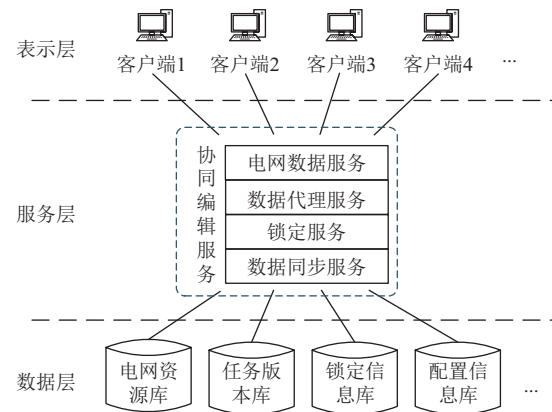 表示层
客户端1
客户端2
客户端3
客户端4
...
服务层
协同编辑服务
电网数据服务
数据代理服务
锁定服务
数据同步服务
数据层
电网资
源库
任务版
本库
锁定信
息库
配置信
息库
...